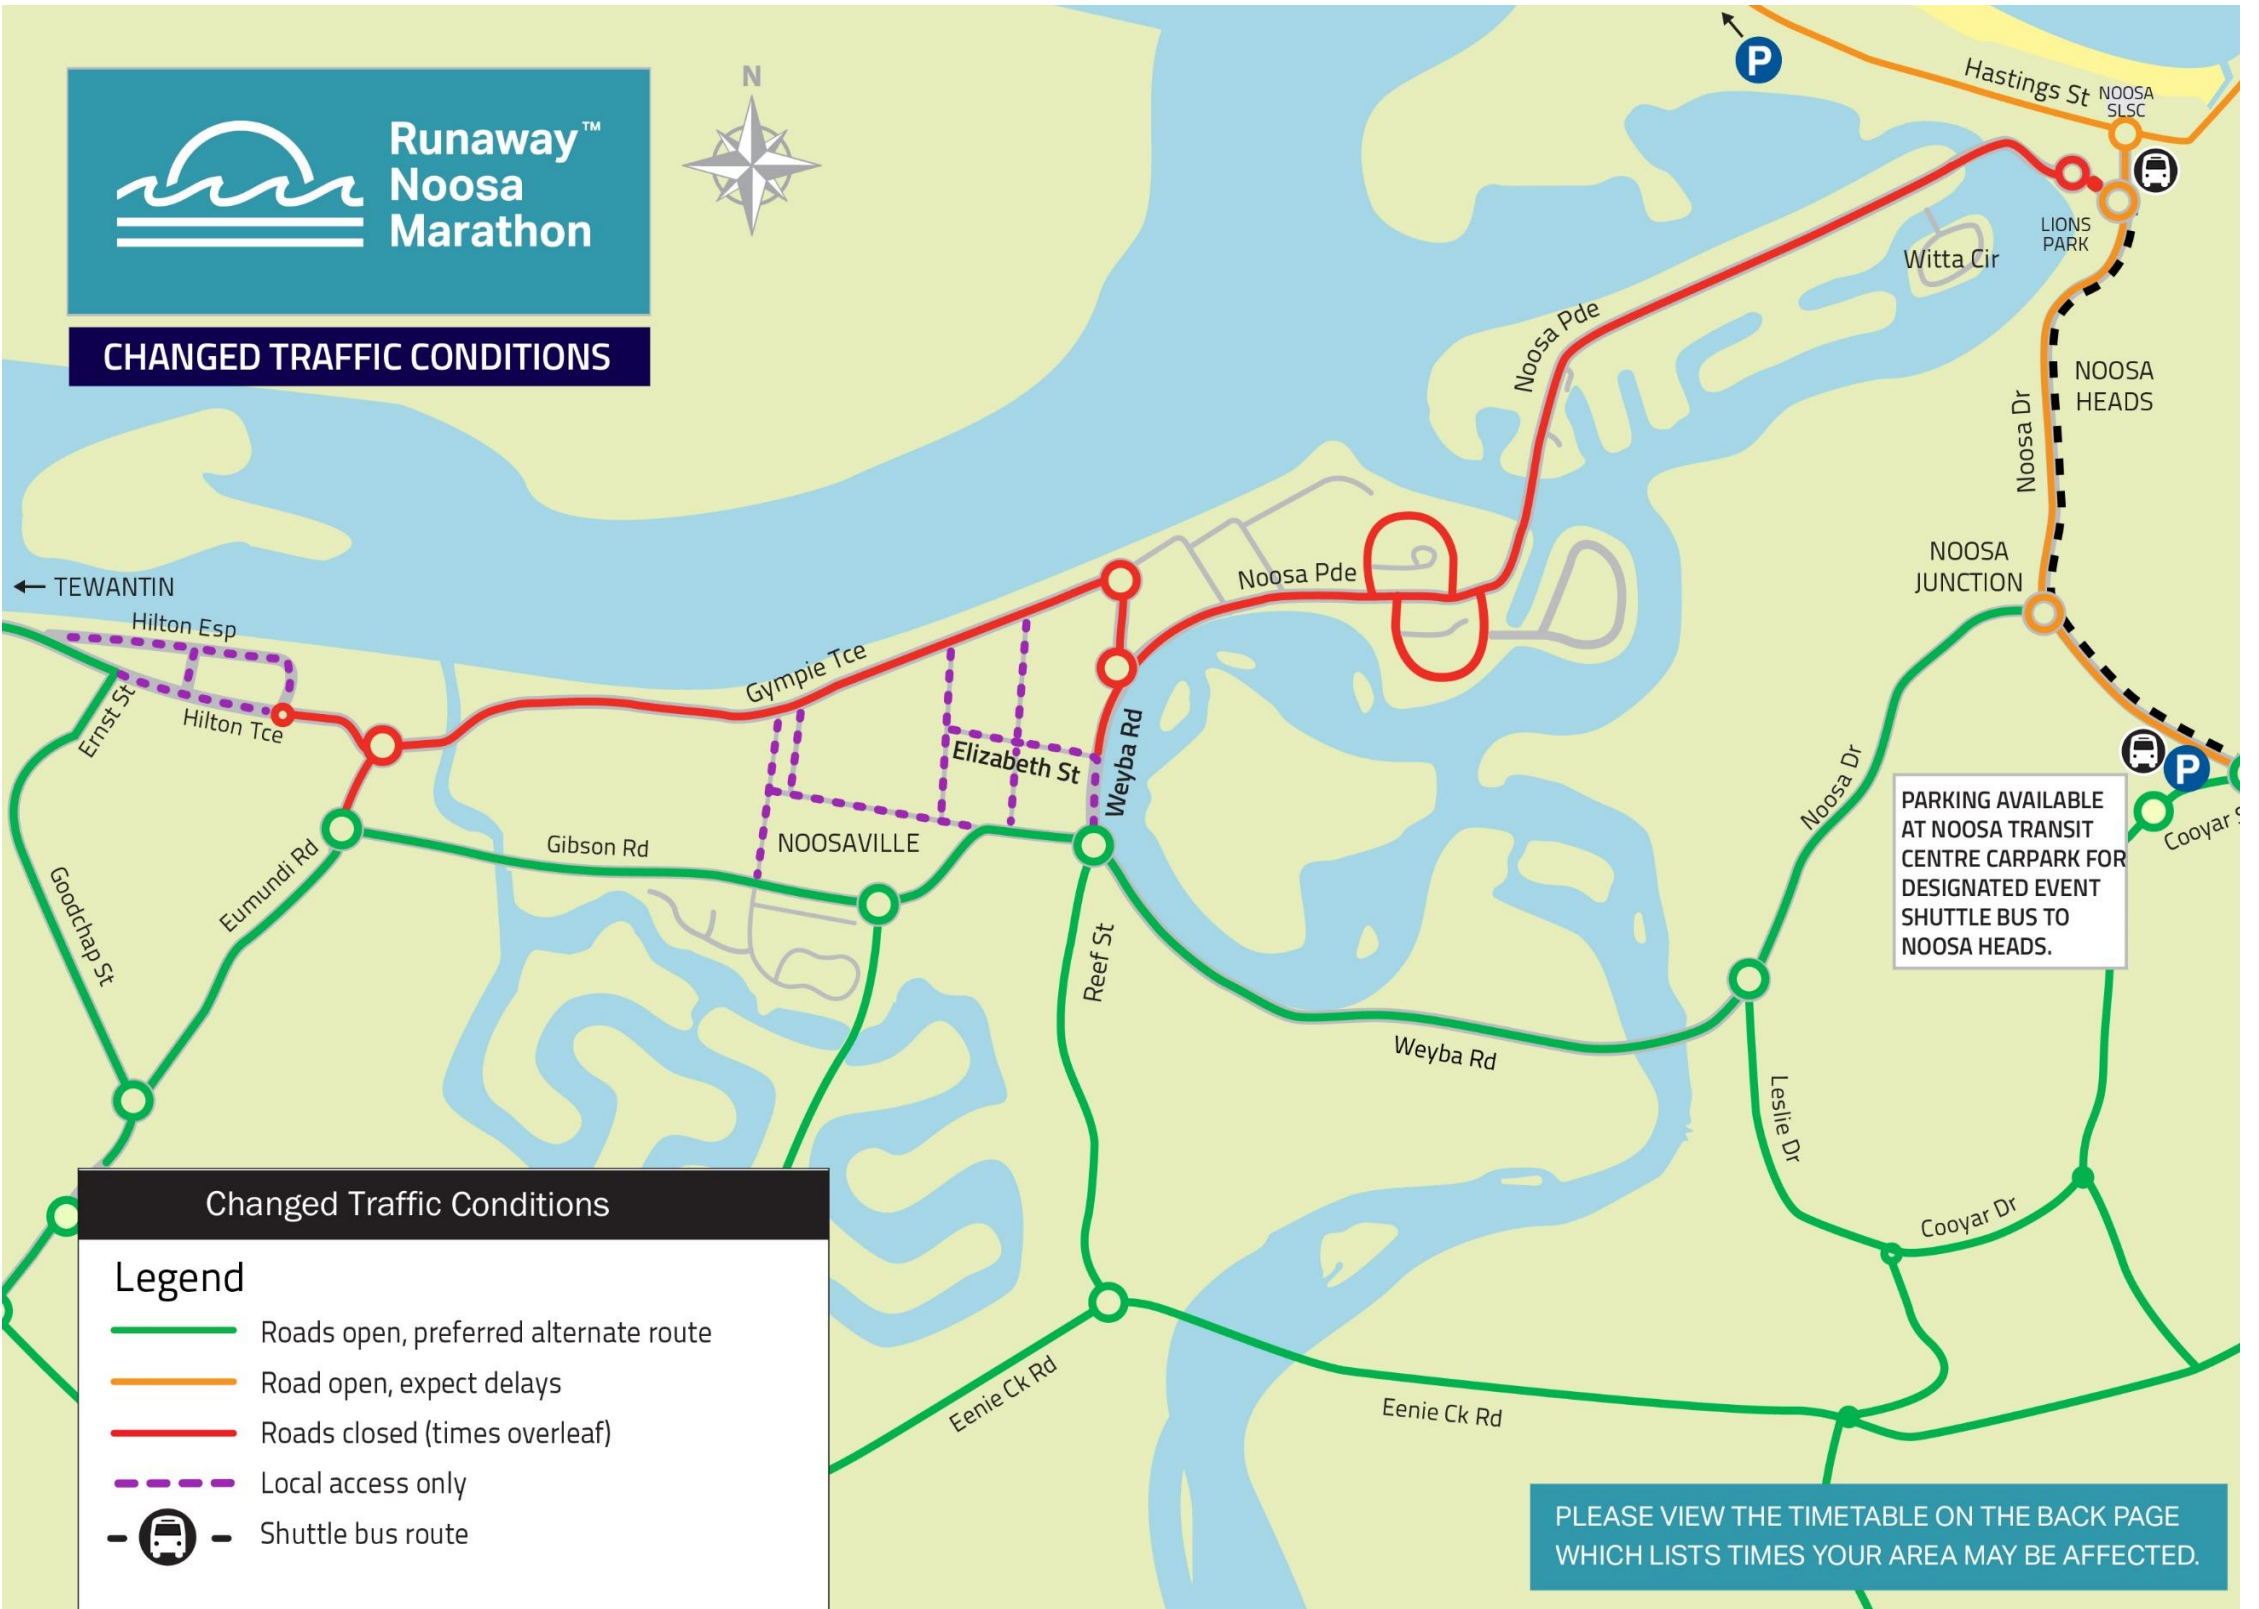 Runaway™
Noosa
Marathon
CHANGED TRAFFIC CONDITIONS
N
P
Hastings St
NOOSA
SLSC
LIONS
PARK
Witta Cir
Noosa Pde
NOOSA
HEADS
Noosa Dr
NOOSA
JUNCTION
← TEWANTIN
Hilton Esp
Noosa Pde
Gympie Tce
Ernst St
Hilton Tce
Elizabeth St
Weyba Rd
Noosa Dr
P
PARKING AVAILABLE
AT NOOSA TRANSIT
CENTRE CARPARK FOR
DESIGNATED EVENT
SHUTTLE BUS TO
NOOSA HEADS.
Cooyar
Gibson Rd
NOOSAVILLE
Eumundi Rd
Goodchap St
Reef St
Weyba Rd
Leslie Dr
Cooyar Dr
Eenie Ck Rd
Eenie Ck Rd
Changed Traffic Conditions
Legend
Roads open, preferred alternate route
Road open, expect delays
Roads closed (times overleaf)
Local access only
Shuttle bus route
PLEASE VIEW THE TIMETABLE ON THE BACK PAGE
WHICH LISTS TIMES YOUR AREA MAY BE AFFECTED.